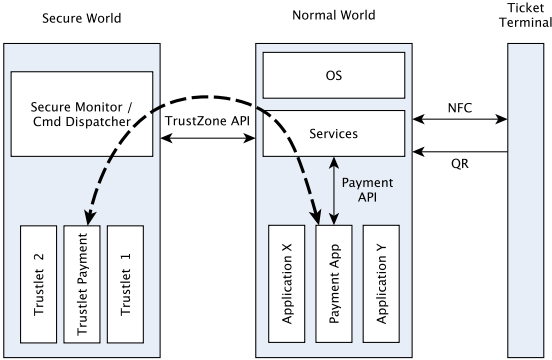 Secure World
Normal World
Ticket
Terminal
Secure Monitor /
Cmd Dispatcher
TrustZone API
OS
Services
NFC
QR
Payment
API
Trustlet  2
Trustlet Payment
Trustlet  1
Application X
Payment App
Application Y